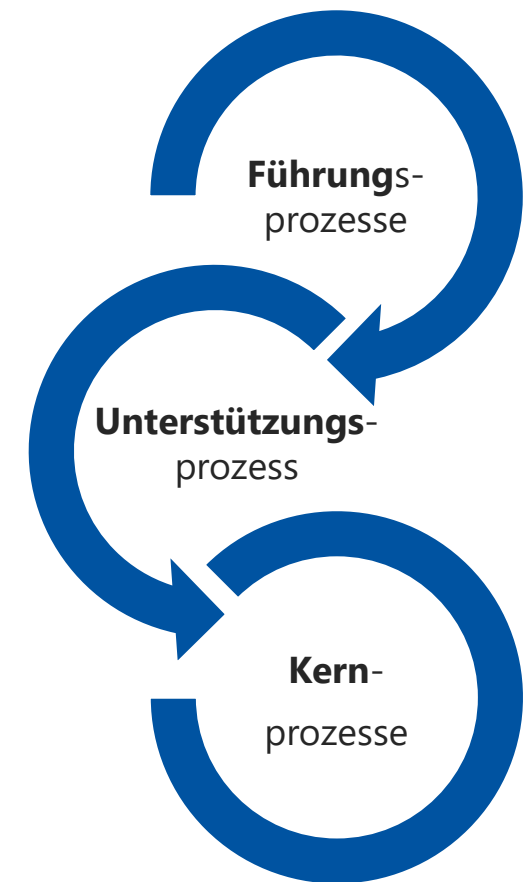 Führungs-
prozesse
Unterstützungs-
prozess
Kern-
prozesse